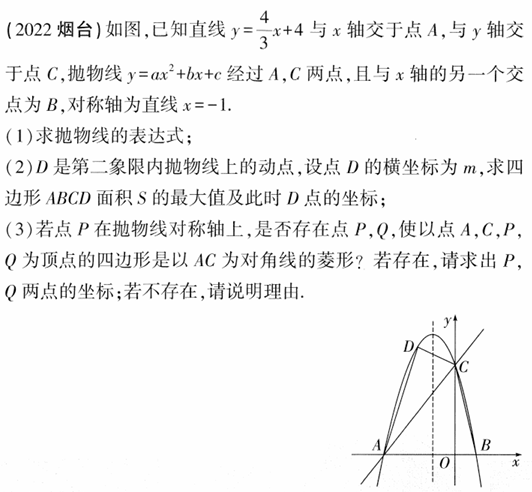 (2022 烟台)如图,已知直线 y=4/3x+4 与 x 轴交于点 A,与 y 轴交
于点 C,抛物线 y=ax²+bx+c 经过 A,C 两点,且与 x 轴的另一个交
点为 B,对称轴为直线 x=-1.
(1)求抛物线的表达式;
(2)D 是第二象限内抛物线上的动点,设点 D 的横坐标为 m,求四
边形 ABCD 面积 S 的最大值及此时 D 点的坐标;
(3)若点 P 在抛物线对称轴上,是否存在点 P,Q,使以点 A,C,P,
Q 为顶点的四边形是以 AC 为对角线的菱形?若存在,请求出 P,
Q 两点的坐标;若不存在,请说明理由.
y
D
C
A
O
B
x